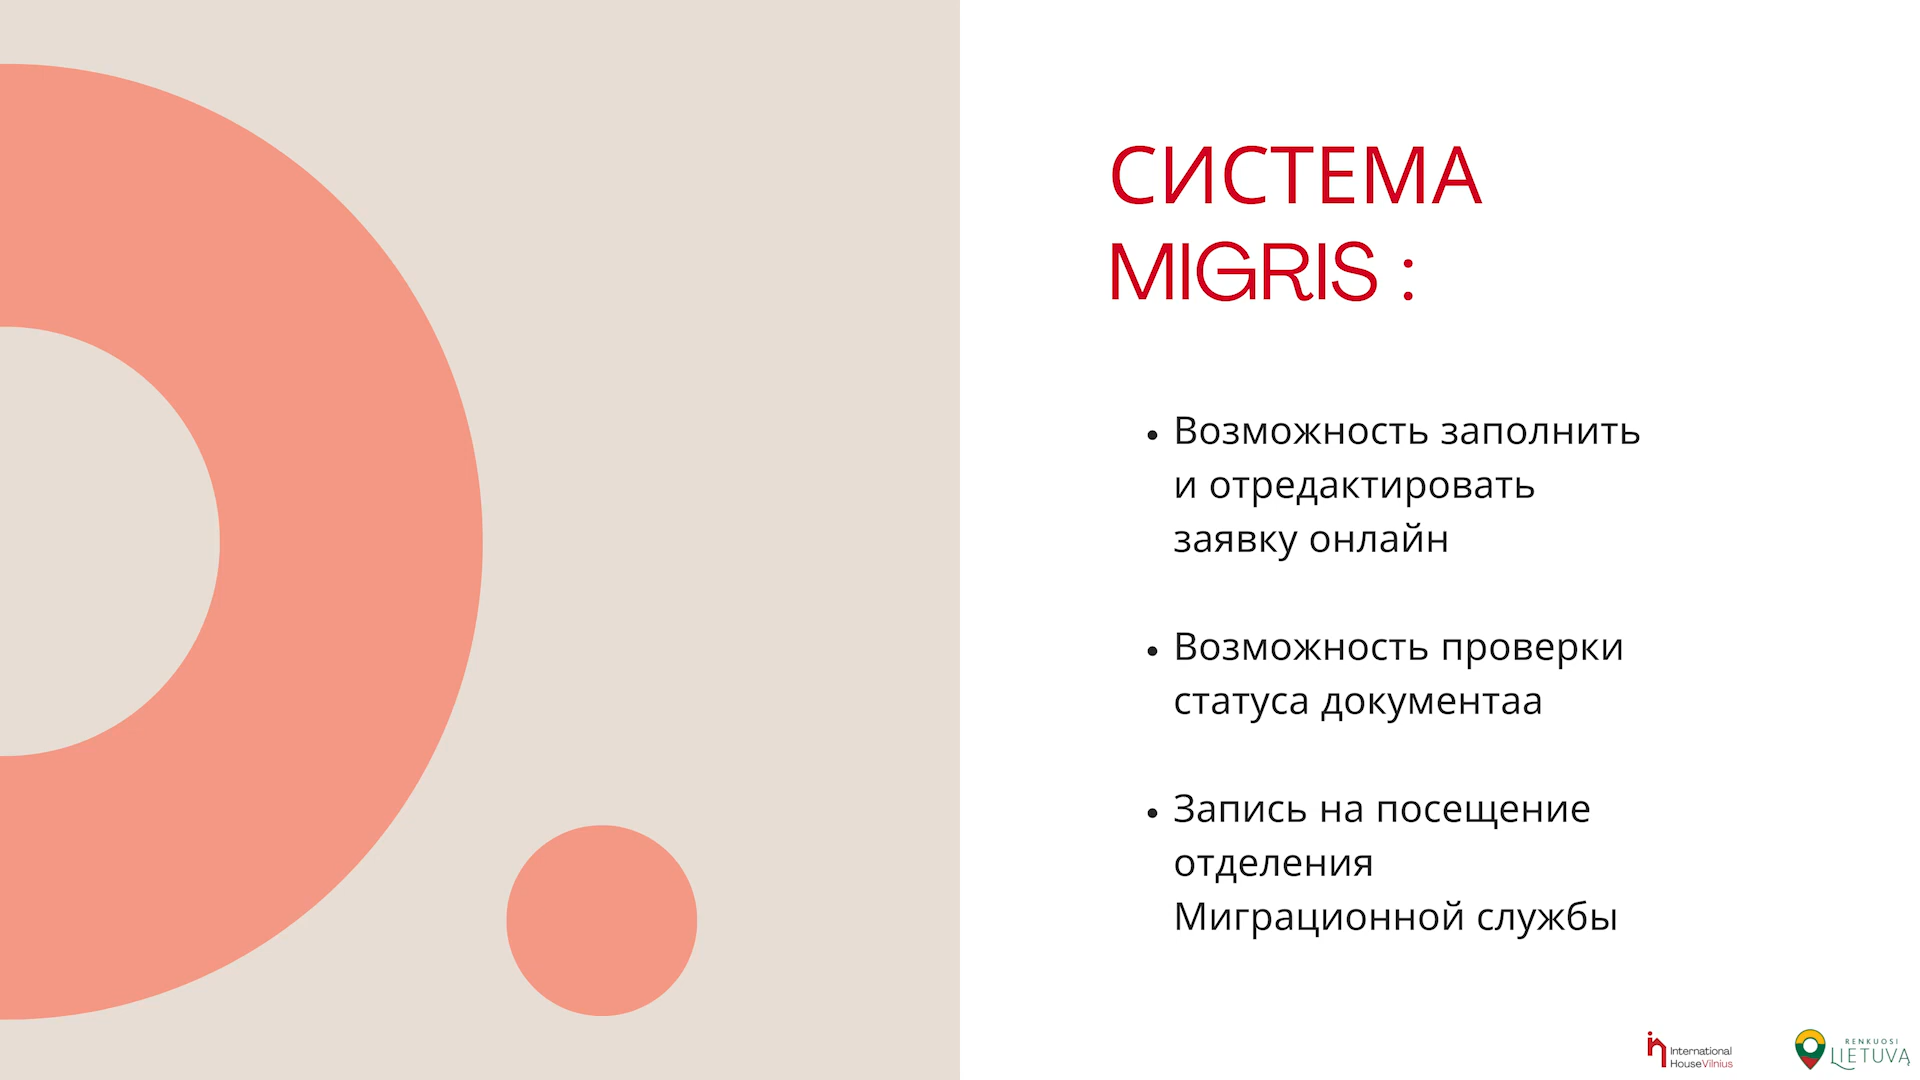 СИСТЕМА
MIGRIS :
• Возможность заполнить
и отредактировать
заявку онлайн
• Возможность проверки
статуса документаа
• Запись на посещение
отделения
Миграционной службы
in International
HouseVilnius
RENKUOSI
LIETUVĄ